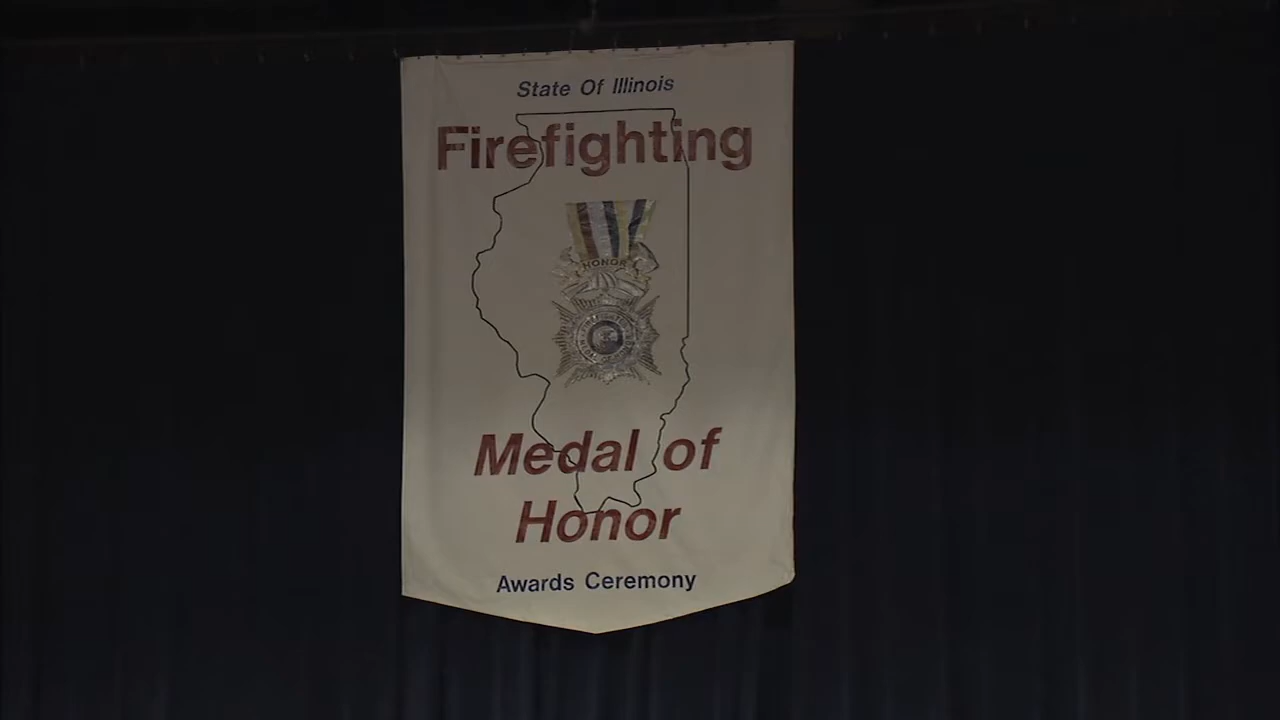 State Of Illinois
Firefighting
HONOR
Medal of
Honor
Awards Ceremony